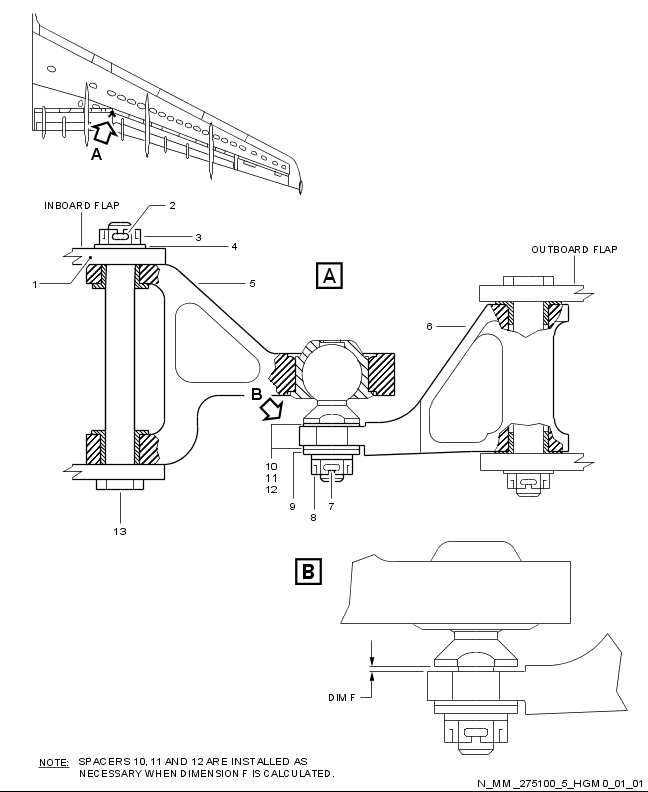 A
INBOARD FLAP
2
3
4
1
5
A
OUTBOARD FLAP
6
B
10
11
12
9
8
7
13
B
DIM F
NOTE: SPACERS 10, 11 AND 12 ARE INSTALLED AS
NECESSARY WHEN DIMENSION F IS CALCULATED.
N_MM_275100_5_HGM0_01_01